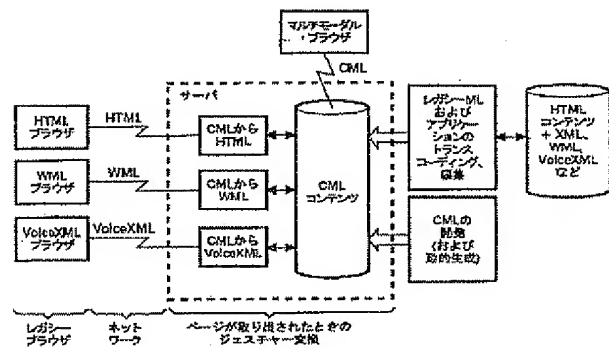 マルチモーダル
・ブラウザ
CML
サーバ
HTML
ブラウザ
HTML
CMLから
HTML
WML
ブラウザ
WML
CMLから
WML
VoiceXML
ブラウザ
VoiceXML
CMLから
VoiceXML
CML
コンテンツ
レガシーML
および
アプリケー
ションの
トランス
コーディング、
HTML
コンテンツ
+ XML、
WML、
VoiceXML
など
CMLの
開発
(および
動的生成)
レガシー
ブラウザ
ネット
ワーク
ページが取り出されたときの
ジェスチャー変換